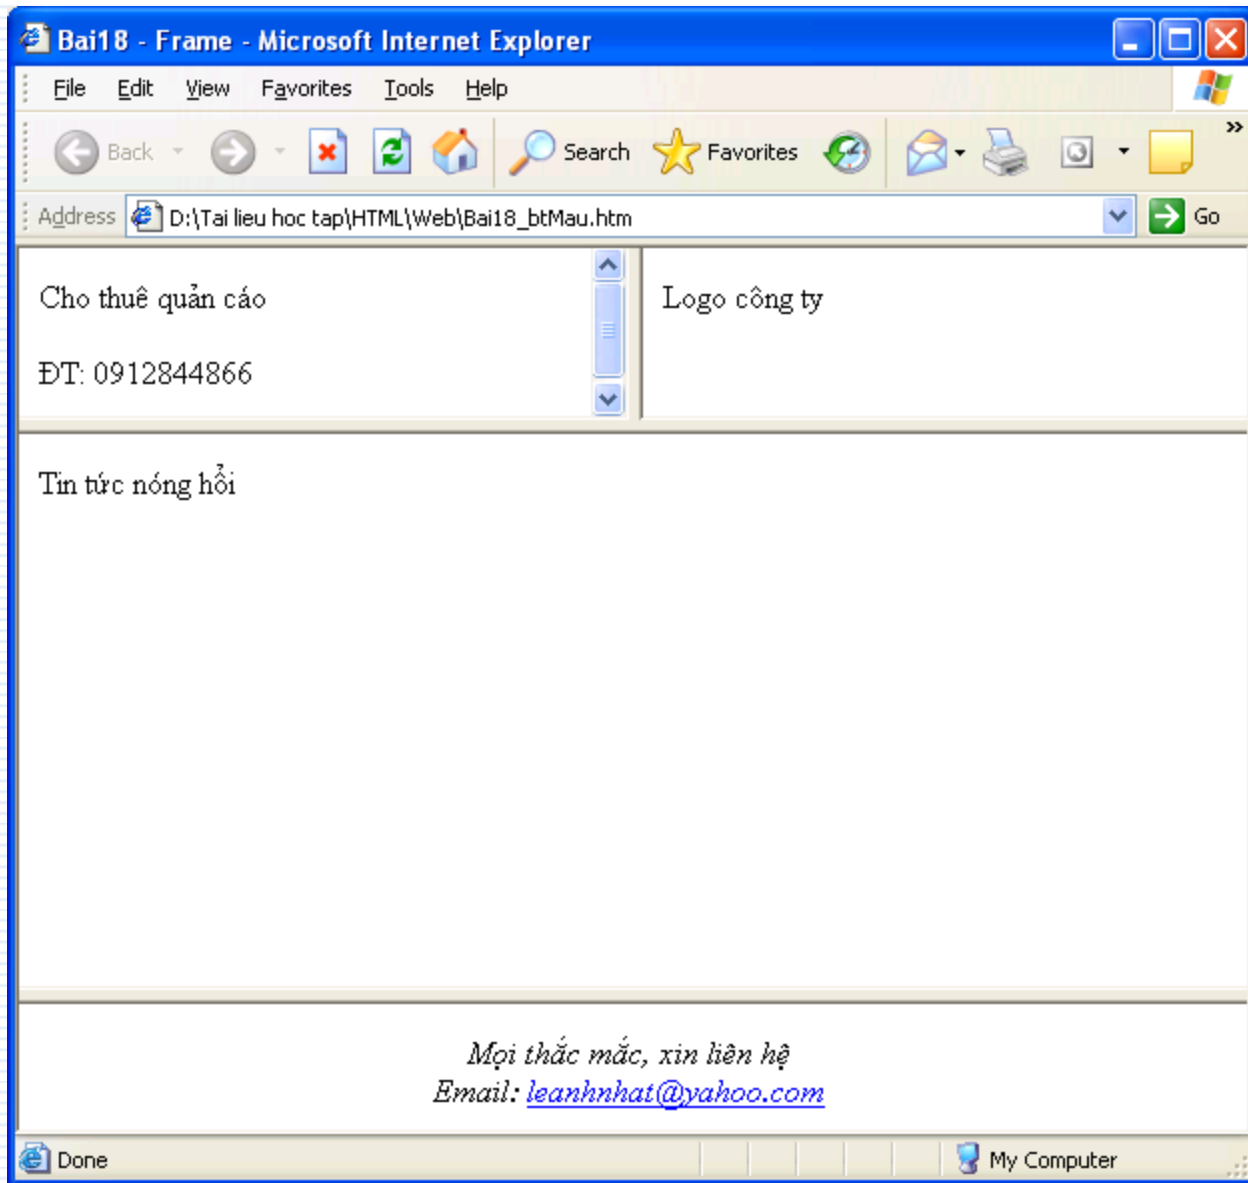 Bai18 - Frame - Microsoft Internet Explorer
File Edit View Favorites Tools Help
Back Search Favorites »
Address D:\Tai lieu hoc tap\HTML\Web\Bai18_btMau.htm Go
Cho thuê quản cáo
Logo công ty
ĐT: 0912844866
Tin tức nóng hổi
Mọi thắc mắc, xin liên hệ
Email: leanhnhat@yahoo.com
Done My Computer